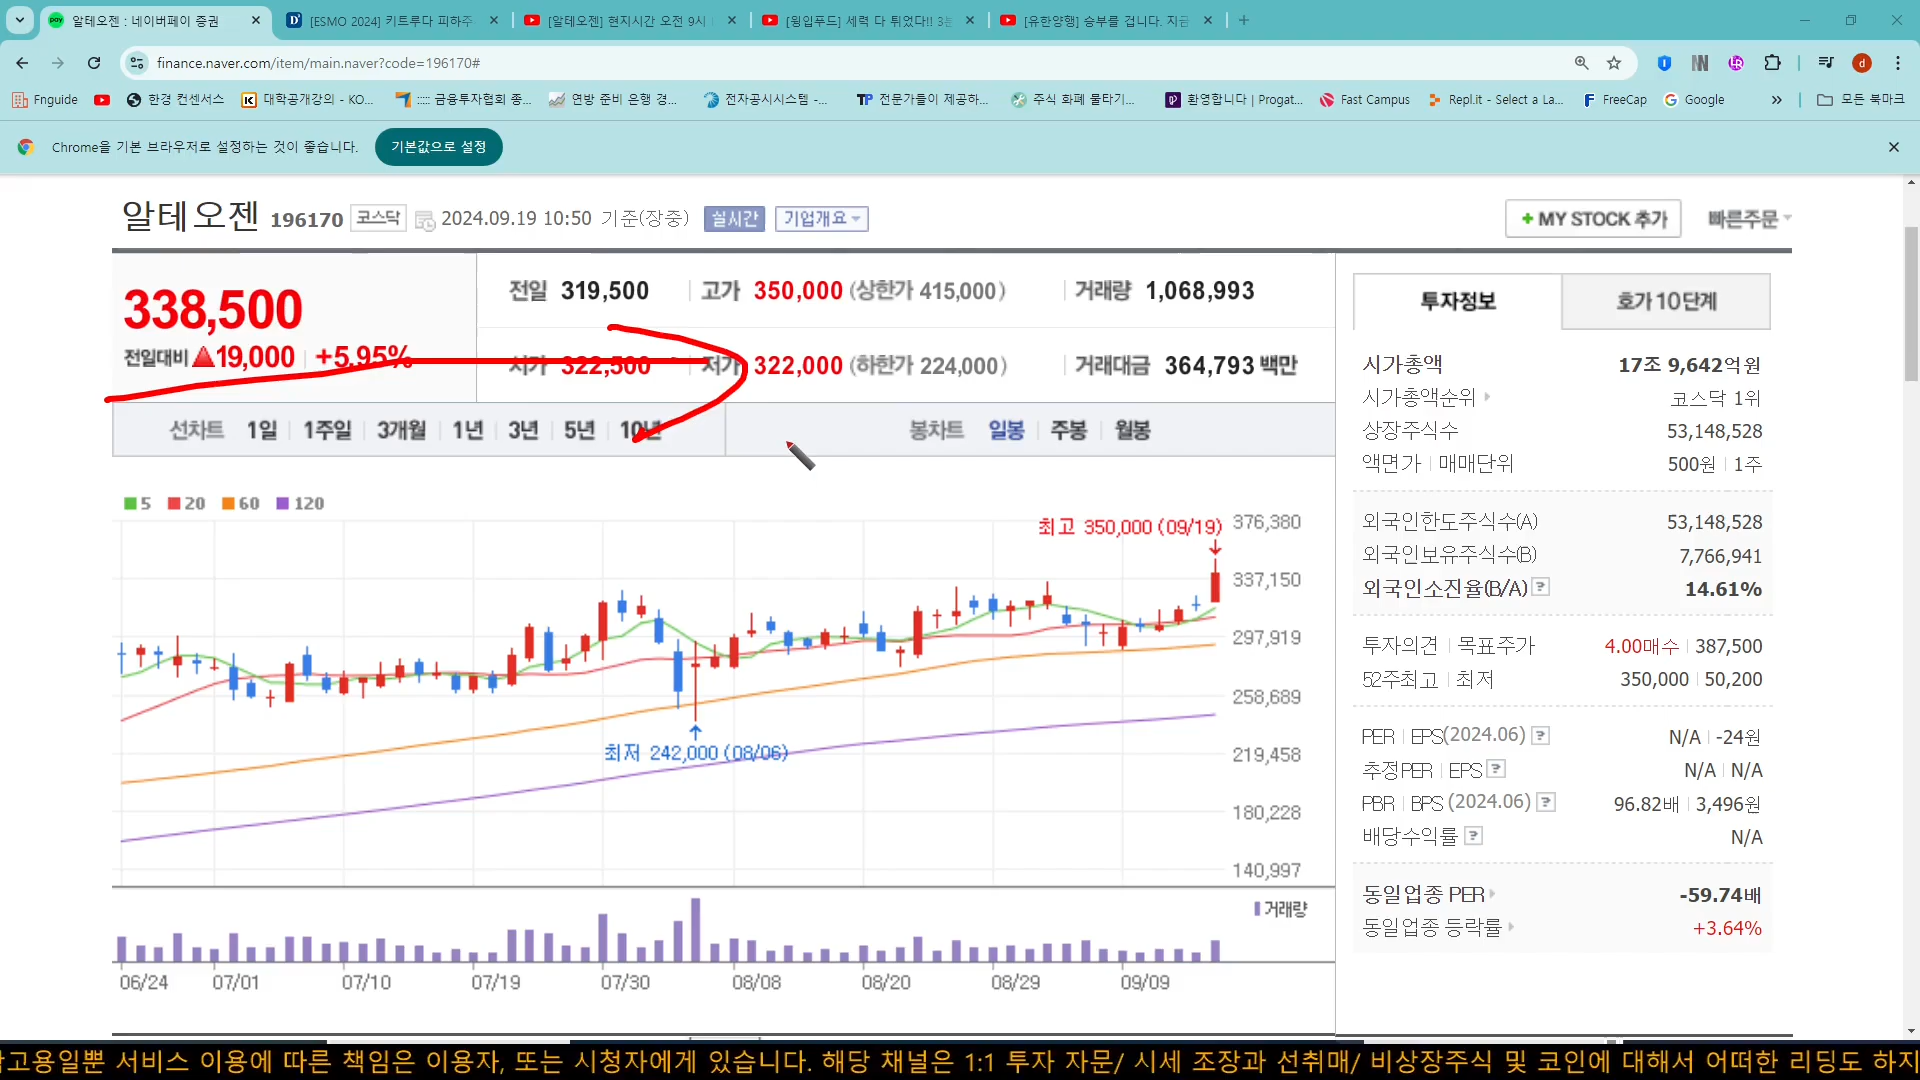 알테오젠 : 네이버페이 증권
[ESMO 2024] 키트루다 피하주
[알테오젠] 현지시간 오전 9시
[윙입푸드] 세력 다 튀었다!! 3분
[유한양행] 승부를 겁니다. 지금
finance.naver.com/item/main.naver?code=196170#
Fnguide 한경 컨센서스 대학공개강의 - KO... ::::: 금융투자협회 종... 연방 준비 은행 경... 전자공시시스템 -... 전문가들이 제공하... 주식 화폐 물타기... 환영합니다 | Progat... Fast Campus Repl.it - Select a La... FreeCap Google » 모든 북마크
Chrome을 기본 브라우저로 설정하는 것이 좋습니다. 기본값으로 설정
알테오젠 196170 코스닥 2024.09.19 10:50 기준(장중) 실시간 기업개요
+ MY STOCK 추가 빠른주문
338,500
전일대비 ▲19,000 +5.95%
전일 319,500 고가 350,000 (상한가 415,000) 거래량 1,068,993
시가 322,500 저가 322,000 (하한가 224,000) 거래대금 364,793 백만
선차트 1일 1주일 3개월 1년 3년 5년 10년 봉차트 일봉 주봉 월봉
5 20 60 120
최고 350,000 (09/19)
376,380
337,150
297,919
258,689
최저 242,000 (08/06)
219,458
180,228
140,997
거래량
06/24 07/01 07/10 07/19 07/30 08/08 08/20 08/29 09/09
투자정보 호가 10단계
시가총액 17조 9,642억원
시가총액순위 코스닥 1위
상장주식수 53,148,528
액면가 | 매매단위 500원 | 1주
외국인한도주식수(A) 53,148,528
외국인보유주식수(B) 7,766,941
외국인소진율(B/A) ? 14.61%
투자의견 | 목표주가 4.00매수 | 387,500
52주최고 | 최저 350,000 | 50,200
PER | EPS(2024.06) ? N/A | -24원
추정PER | EPS ? N/A | N/A
PBR | BPS (2024.06) ? 96.82배 | 3,496원
배당수익률 ? N/A
동일업종 PER -59.74배
동일업종 등락률 +3.64%
참고용일뿐 서비스 이용에 따른 책임은 이용자, 또는 시청자에게 있습니다. 해당 채널은 1:1 투자 자문/ 시세 조장과 선취매/ 비상장주식 및 코인에 대해서 어떠한 리딩도 하지